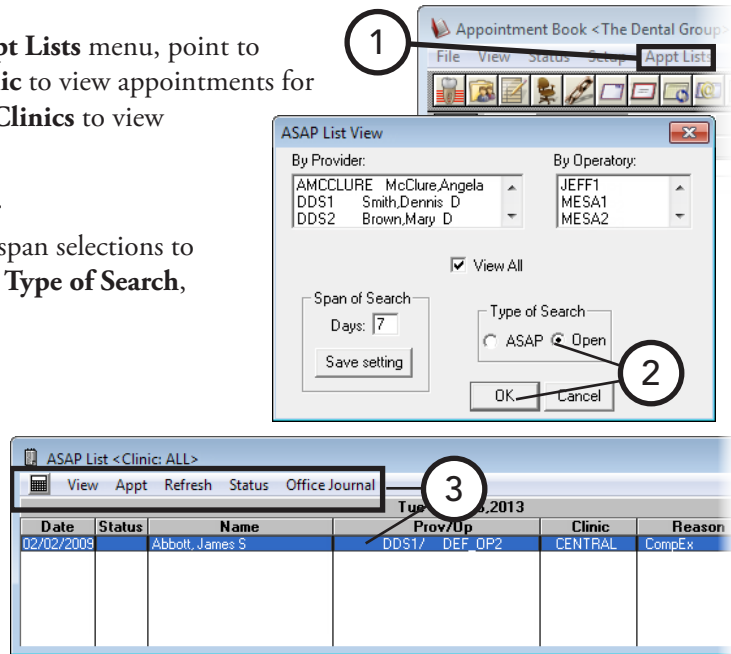 pt Lists menu, point to
ic to view appointments for
Clinics to view
span selections to
Type of Search,
1
Appointment Book <The Dental Group
File View Status Setup Appt Lists
ASAP List View
By Provider:
By Operatory:
AMCCLURE McClure,Angela
DDS1 Smith,Dennis D
DDS2 Brown,Mary D
JEFF1
MESA1
MESA2
View All
Span of Search
Days: 7
Save setting
Type of Search
ASAP Open
2
OK Cancel
ASAP List <Clinic: ALL>
View Appt Refresh Status Office Journal
3
Tue ,2013
Date Status Name Prov/Op Clinic Reason
02/02/2009 Abbott, James S DDS1/ DEF_OP2 CENTRAL CompEx